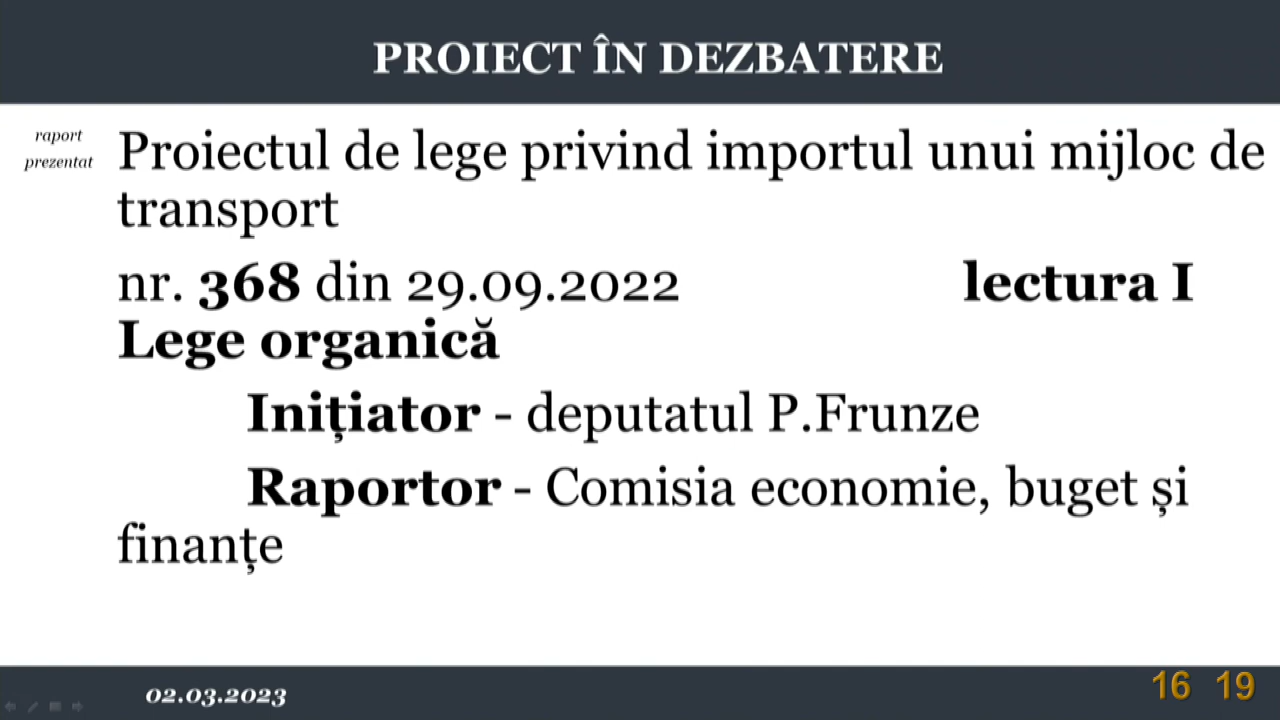 PROIECT ÎN DEZBATERE
raport
prezentat
Proiectul de lege privind importul unui mijloc de
transport
nr. 368 din 29.09.2022 lectura I
Lege organică
Inițiator - deputatul P.Frunze
Raportor - Comisia economie, buget și
finanțe
02.03.2023
16 19